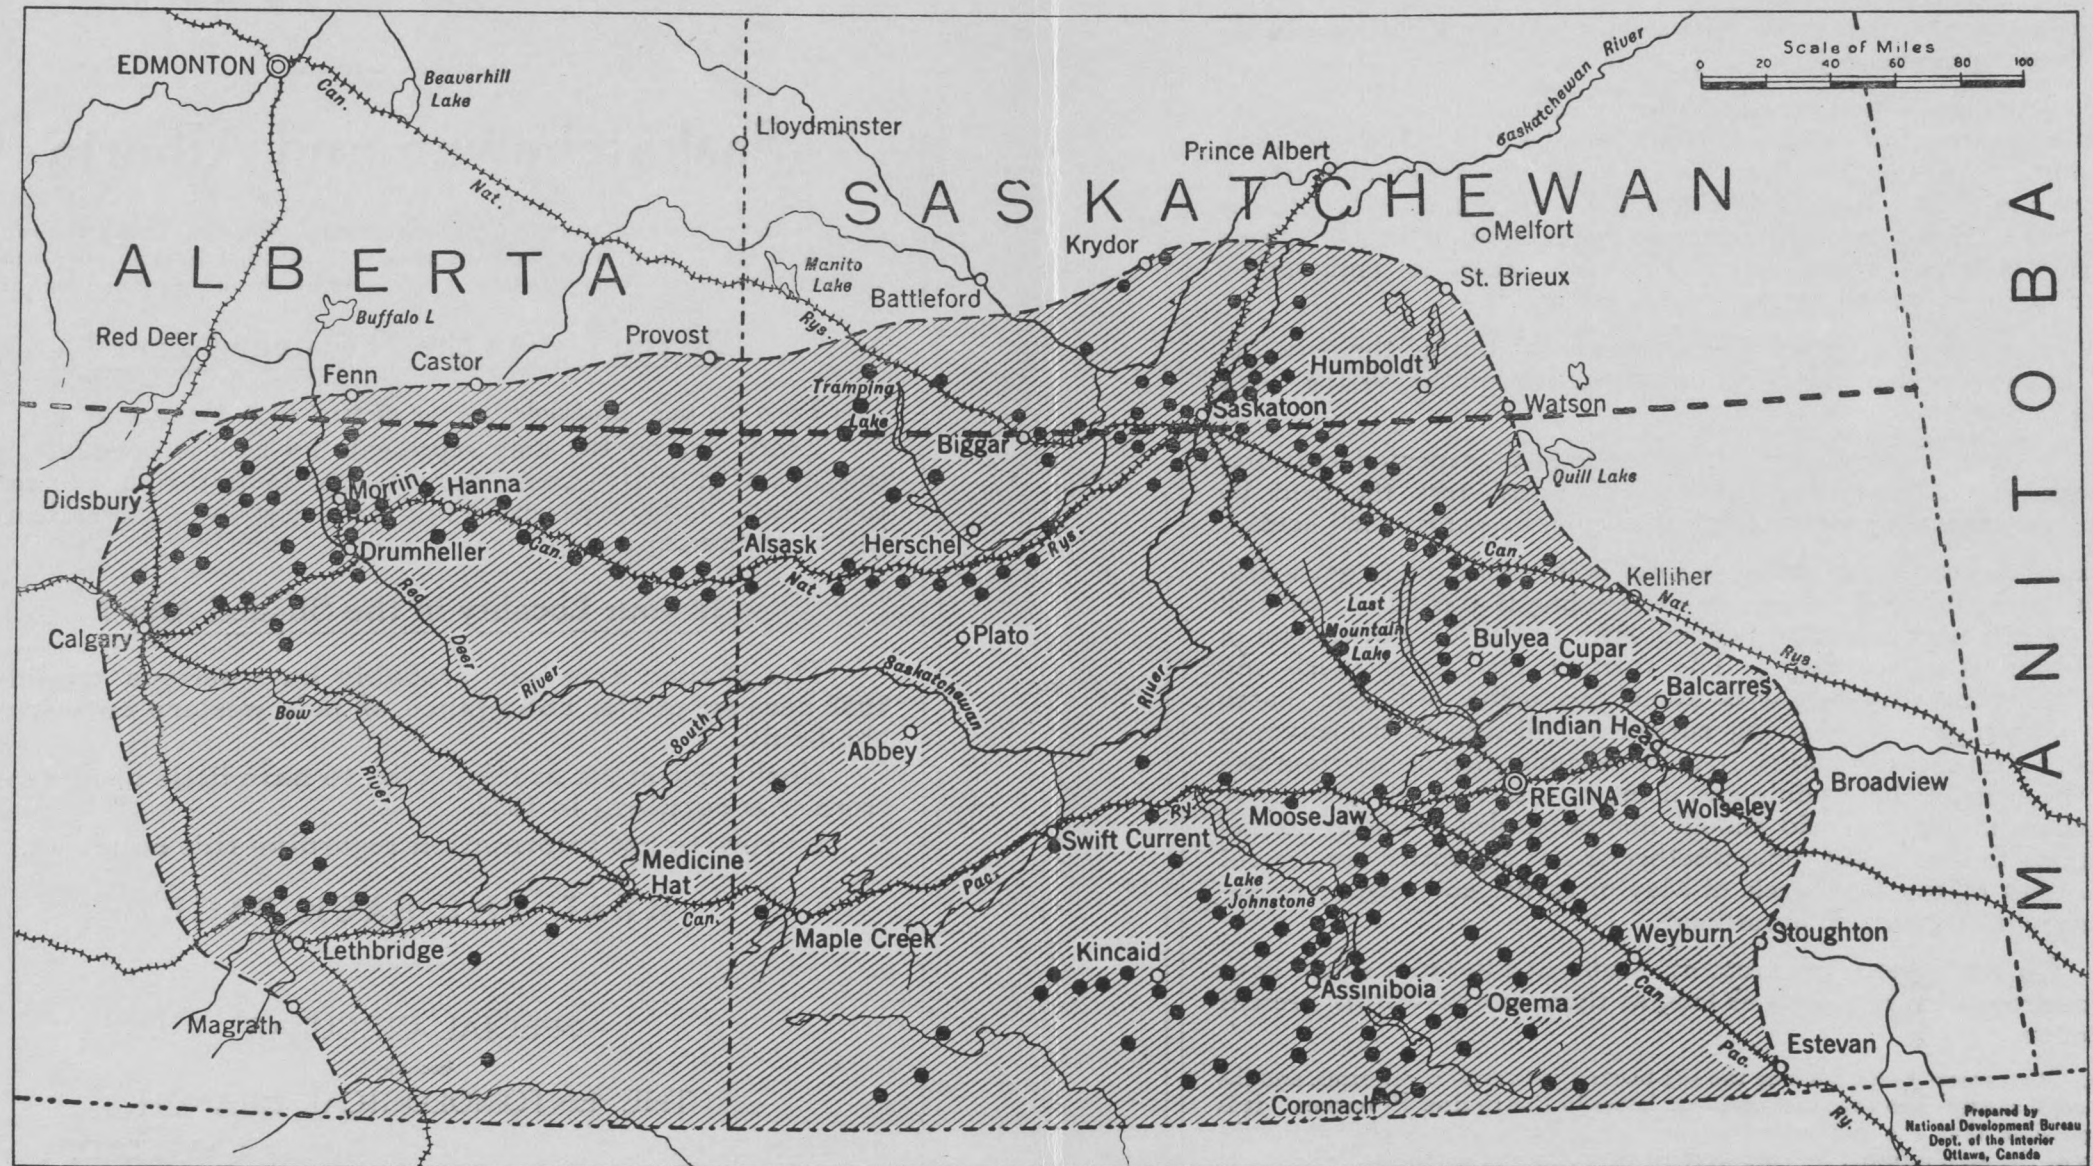 Scale of Miles
0 20 40 60 80 100
EDMONTON
Can.
Beaverhill
Lake
Lloydminster
Saskatchewan River
Prince Albert
SASKATCHEWAN
Nat.
Melfort
Krydor
ALBERTA
Manito
Lake
Battleford
St. Brieux
MANITOBA
Buffalo L
Rys.
Red Deer
Provost
Castor
Fenn
Humboldt
Tramping
Lake
Saskatoon
Watson
Biggar
Quill Lake
Didsbury
Morrin
Hanna
Drumheller
Can.
Alsask
Herschel
Rys.
Nat.
Can.
Kelliher
Nat.
Rys.
Calgary
Red
Deer
River
Plato
Last
Mountain
Lake
Bulyea
Cupar
Balcarres
Bow
River
South
Saskatchewan
River
Abbey
Indian Head
REGINA
Broadview
Wolseley
Moose Jaw
Ry.
Swift Current
Medicine
Hat
Can.
Pac.
Lake
Johnstone
Maple Creek
Lethbridge
Kincaid
Weyburn
Stoughton
Assiniboia
Ogema
Can.
Magrath
Pac.
Estevan
Coronach
Ry.
Prepared by
National Development Bureau
Dept. of the Interior
Ottawa, Canada